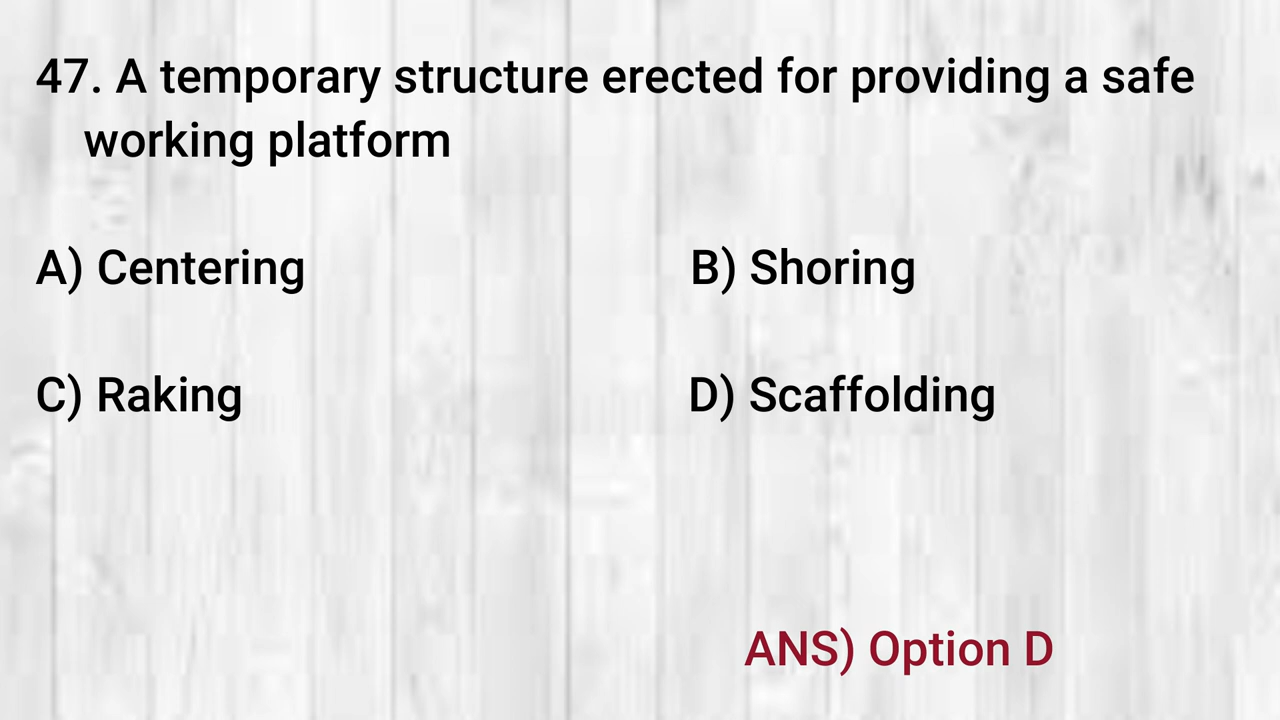 47. A temporary structure erected for providing a safe
working platform
A) Centering
B) Shoring
C) Raking
D) Scaffolding
ANS) Option D